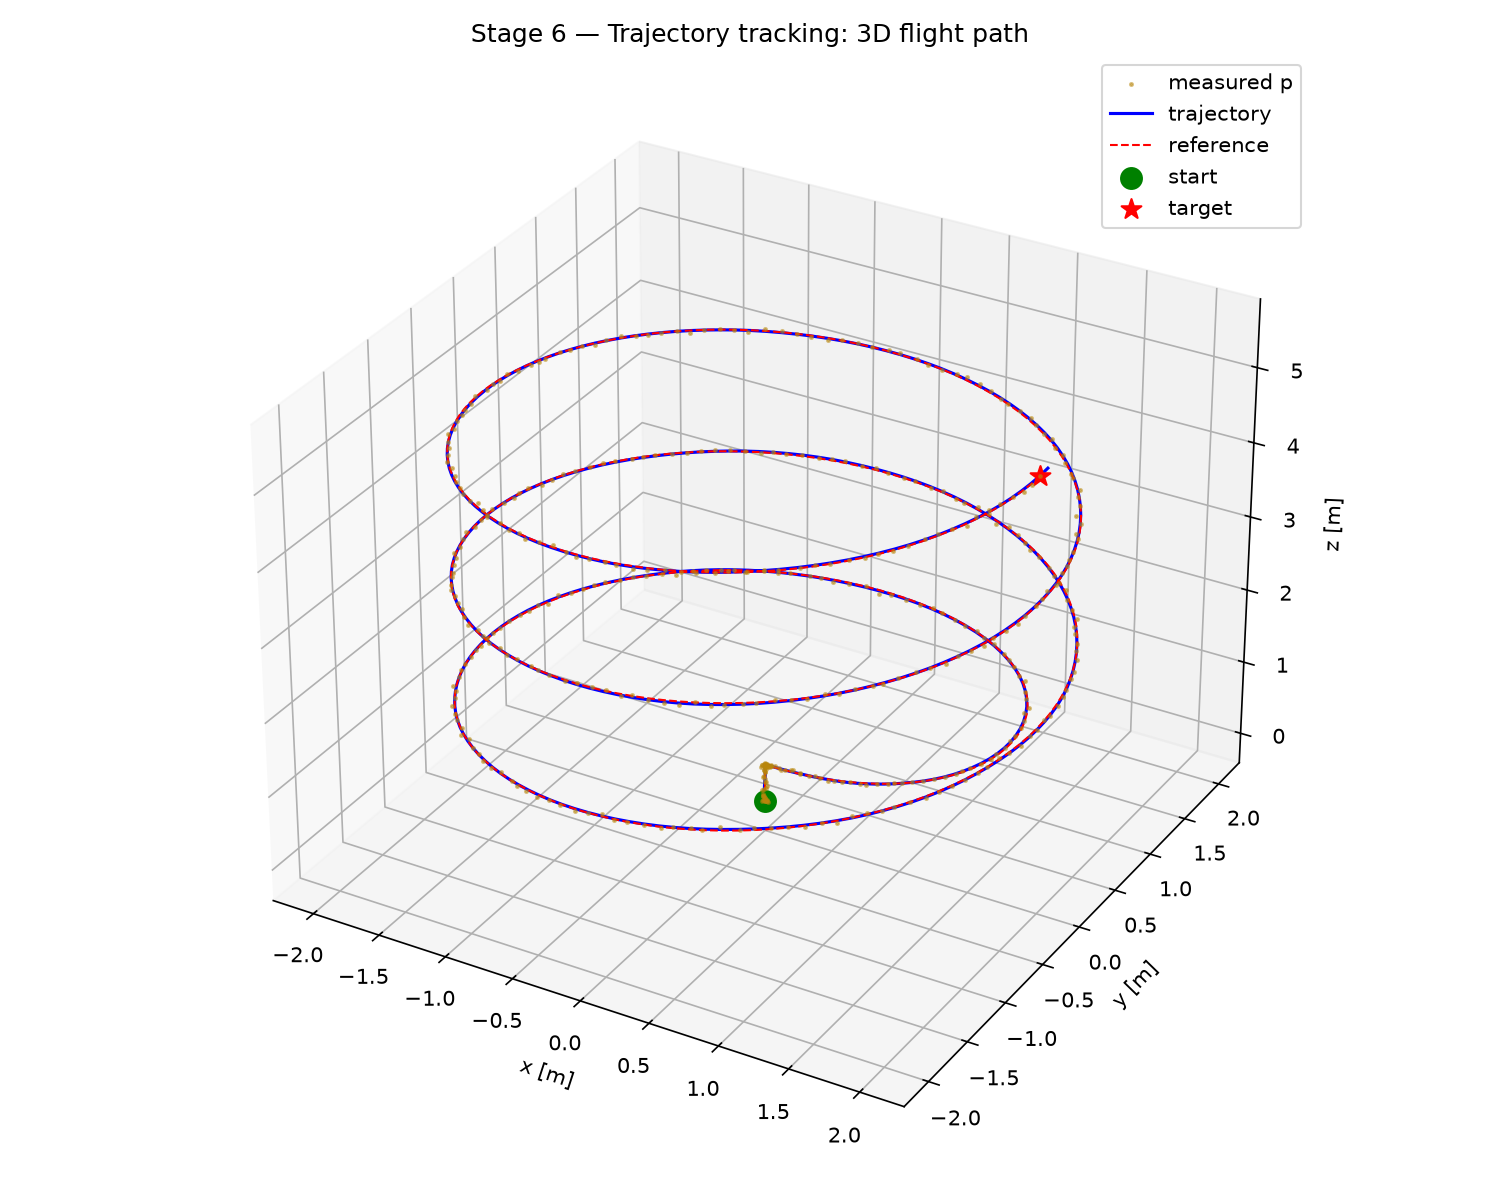 Stage 6 — Trajectory tracking: 3D flight path
measured p
trajectory
reference
start
target
5
4
3
2
1
0
z [m]
2.0
1.5
1.0
0.5
0.0
−0.5
−1.0
−1.5
−2.0
y [m]
−2.0
−1.5
−1.0
−0.5
0.0
0.5
1.0
1.5
2.0
x [m]